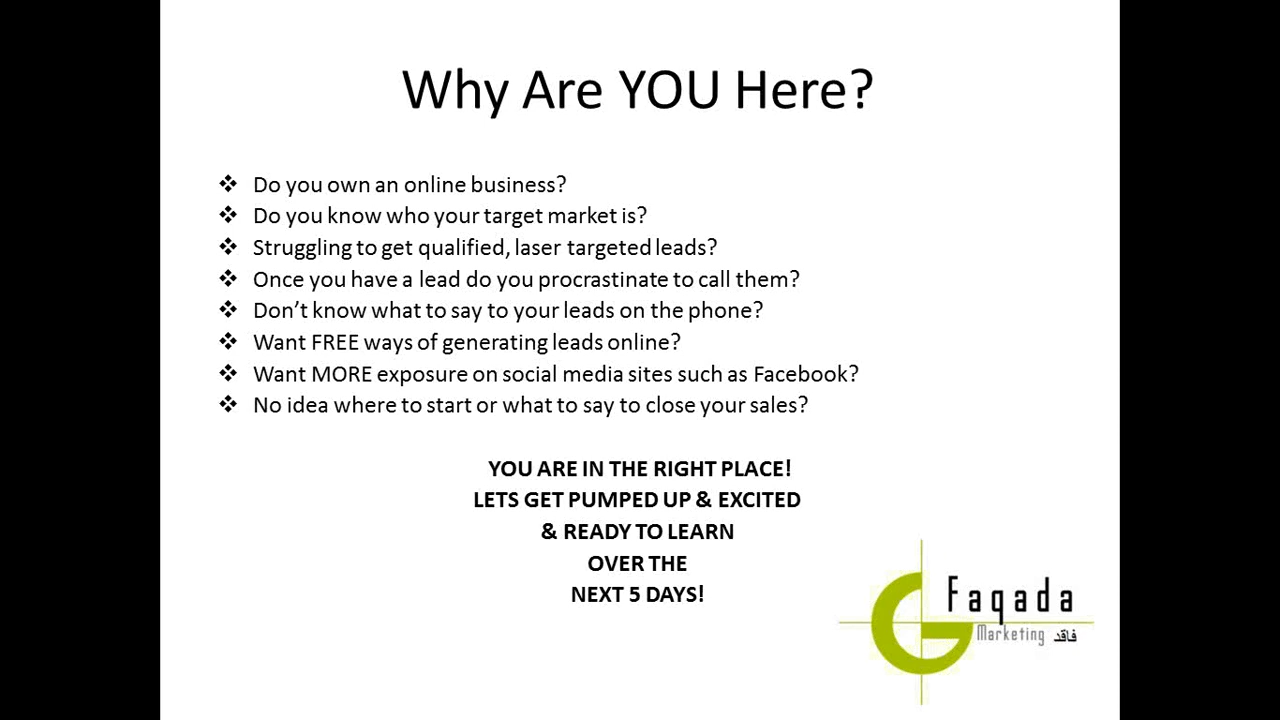 Why Are YOU Here?
❖ Do you own an online business?
❖ Do you know who your target market is?
❖ Struggling to get qualified, laser targeted leads?
❖ Once you have a lead do you procrastinate to call them?
❖ Don’t know what to say to your leads on the phone?
❖ Want FREE ways of generating leads online?
❖ Want MORE exposure on social media sites such as Facebook?
❖ No idea where to start or what to say to close your sales?
YOU ARE IN THE RIGHT PLACE!
LETS GET PUMPED UP & EXCITED
& READY TO LEARN
OVER THE
NEXT 5 DAYS!
Faqada
Marketing فاقد